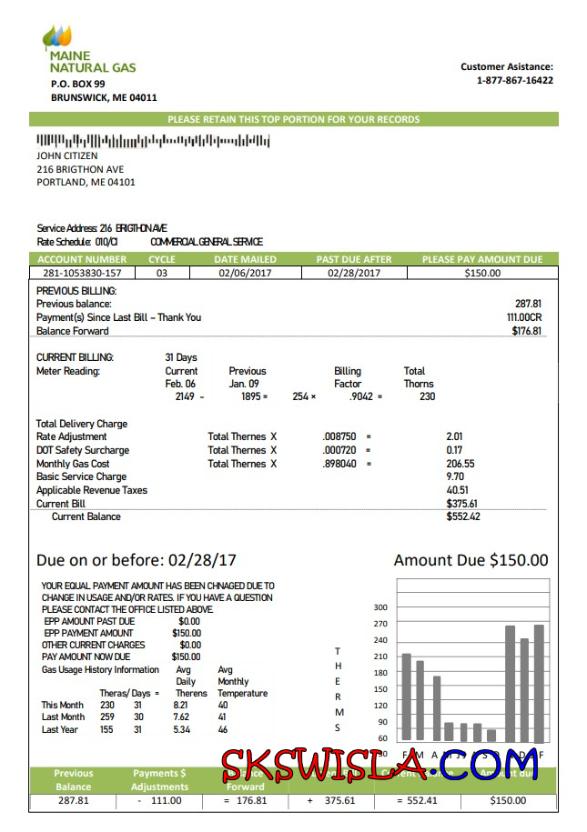 MAINE
NATURAL GAS
P.O. BOX 99
BRUNSWICK, ME 04011
Customer Asistance:
1-877-867-16422
PLEASE RETAIN THIS TOP PORTION FOR YOUR RECORDS
JOHN CITIZEN
216 BRIGTHON AVE
PORTLAND, ME 04101
Service Address: 216 BRIGTHON AVE
Rate Schedule: 010/CI COMMERCIAL GENERAL SERVICE
ACCOUNT NUMBER CYCLE DATE MAILED PAST DUE AFTER PLEASE PAY AMOUNT DUE
281-1053830-157 03 02/06/2017 02/28/2017 $150.00
PREVIOUS BILLING:
Previous balance: 287.81
Payment(s) Since Last Bill – Thank You 111.00CR
Balance Forward $176.81
CURRENT BILLING: 31 Days
Meter Reading: Current Previous Billing Total
Feb. 06 Jan. 09 Factor Thorns
2149 - 1895 = 254 × .9042 = 230
Total Delivery Charge
Rate Adjustment Total Thernes X .008750 = 2.01
DOT Safety Surcharge Total Thernes X .000720 = 0.17
Monthly Gas Cost Total Thernes X .898040 = 206.55
Basic Service Charge 9.70
Applicable Revenue Taxes 40.51
Current Bill $375.61
Current Balance $552.42
Due on or before: 02/28/17 Amount Due $150.00
YOUR EQUAL PAYMENT AMOUNT HAS BEEN CHNAGED DUE TO
CHANGE IN USAGE AND/OR RATES. IF YOU HAVE A QUESTION
PLEASE CONTACT THE OFFICE LISTED ABOVE.
EPP AMOUNT PAST DUE $0.00
EPP PAYMENT AMOUNT $150.00
OTHER CURRENT CHARGES $0.00
PAY AMOUNT NOW DUE $150.00
Gas Usage History Information Avg Avg
Daily Monthly
Theras/ Days = Therens Temperature
This Month 230 31 8.21 40
Last Month 259 30 7.62 41
Last Year 155 31 5.34 46
T
H
E
R
M
S
300
270
240
210
180
150
120
90
60
30
F M A M J J A S D F
SKSWISLA.COM
Previous Payments $ Amount due
Balance Adjustments Forward
287.81 - 111.00 = 176.81 + 375.61 = 552.41 $150.00